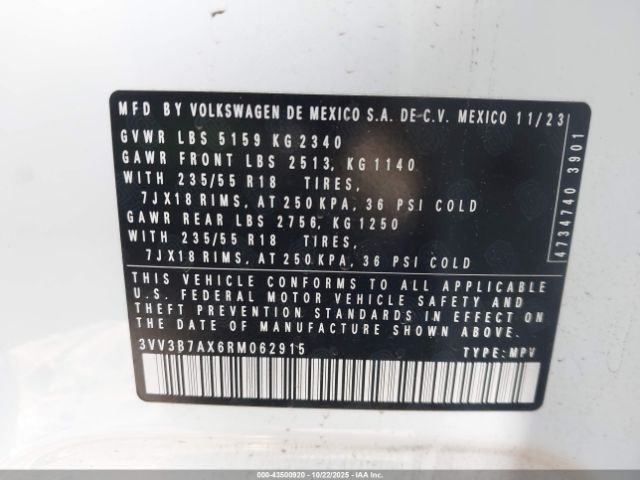 MFD BY VOLKSWAGEN DE MEXICO S.A. DE C.V. MEXICO 11/23
GVWR LBS 5159 KG 2340
GAWR FRONT LBS 2513, KG 1140
WITH 235/55 R18 TIRES,
7JX18 RIMS, AT 250 KPA, 36 PSI COLD
GAWR REAR LBS 2756, KG 1250
WITH 235/55 R18 TIRES,
7JX18 RIMS, AT 250 KPA, 36 PSI COLD
THIS VEHICLE CONFORMS TO ALL APPLICABLE
U.S. FEDERAL MOTOR VEHICLE SAFETY AND
THEFT PREVENTION STANDARDS IN EFFECT ON
THE DATE OF MANUFACTURE SHOWN ABOVE.
3VV3B7AX6RM062915 TYPE: MPV
4734740 3901
000-43500920 | 10/22/2025 | IAA, Inc.